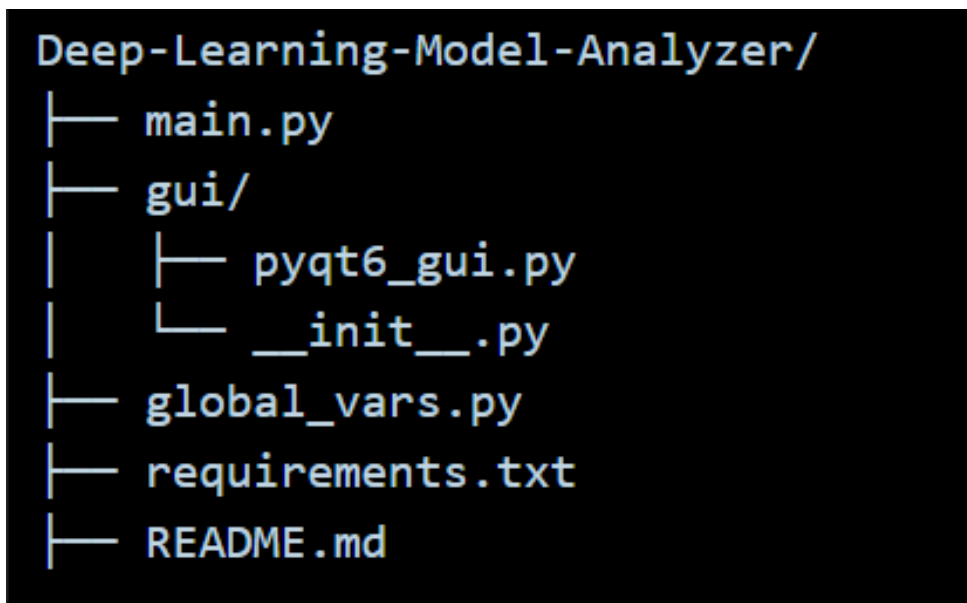 Deep-Learning-Model-Analyzer/
├── main.py
├── gui/
│   ├── pyqt6_gui.py
│   └── __init__.py
├── global_vars.py
├── requirements.txt
├── README.md